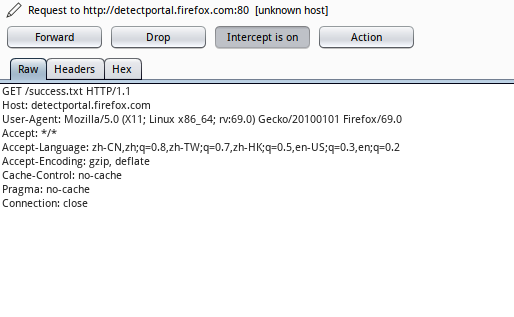 Request to http://detectportal.firefox.com:80 [unknown host]
Forward Drop Intercept is on Action
Raw Headers Hex
GET /success.txt HTTP/1.1
Host: detectportal.firefox.com
User-Agent: Mozilla/5.0 (X11; Linux x86_64; rv:69.0) Gecko/20100101 Firefox/69.0
Accept: */*
Accept-Language: zh-CN,zh;q=0.8,zh-TW;q=0.7,zh-HK;q=0.5,en-US;q=0.3,en;q=0.2
Accept-Encoding: gzip, deflate
Cache-Control: no-cache
Pragma: no-cache
Connection: close